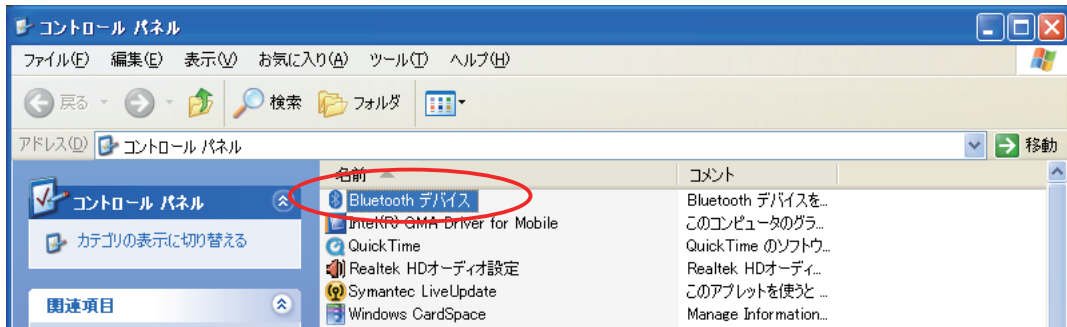 コントロール パネル
ファイル(F) 編集(E) 表示(V) お気に入り(A) ツール(T) ヘルプ(H)
戻る 検索 フォルダ
アドレス(D) コントロール パネル 移動
コントロール パネル
カテゴリの表示に切り替える
関連項目
名前 コメント
Bluetooth デバイス Bluetooth デバイスを...
Intel(R) GMA Driver for Mobile このコンピュータのグラ...
QuickTime QuickTime のソフトウ...
Realtek HDオーディオ設定 Realtek HDオーディ...
Symantec LiveUpdate このアプレットを使うと ...
Windows CardSpace Manage Information...